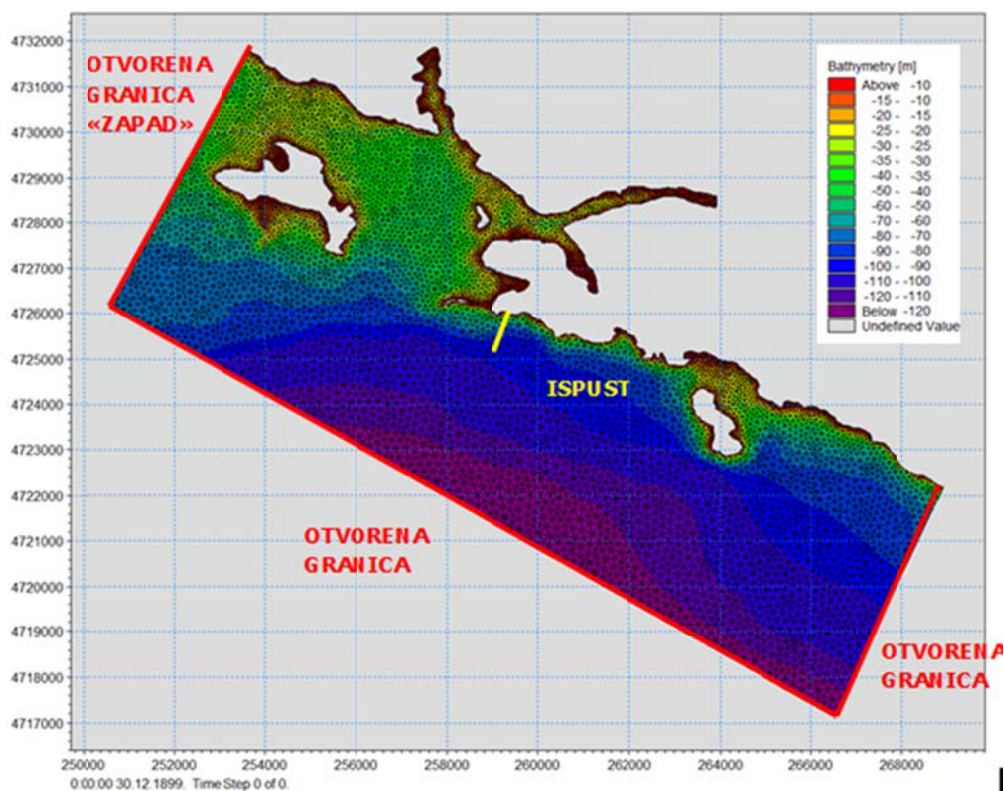 4732000
4731000
4730000
4729000
4728000
4727000
4726000
4725000
4724000
4723000
4722000
4721000
4720000
4719000
4718000
4717000
OTVORENA
GRANICA
«ZAPAD»
Bathymetry [m]
Above -10
-15 - -10
-20 - -15
-25 - -20
-30 - -25
-35 - -30
-40 - -35
-50 - -40
-60 - -50
-70 - -60
-80 - -70
-90 - -80
-100 - -90
-110 - -100
-120 - -110
Below -120
Undefined Value
ISPUST
OTVORENA
GRANICA
OTVORENA
GRANICA
250000 252000 254000 256000 258000 260000 262000 264000 266000 268000
0:00:00 30.12.1899. Time Step 0 of 0.